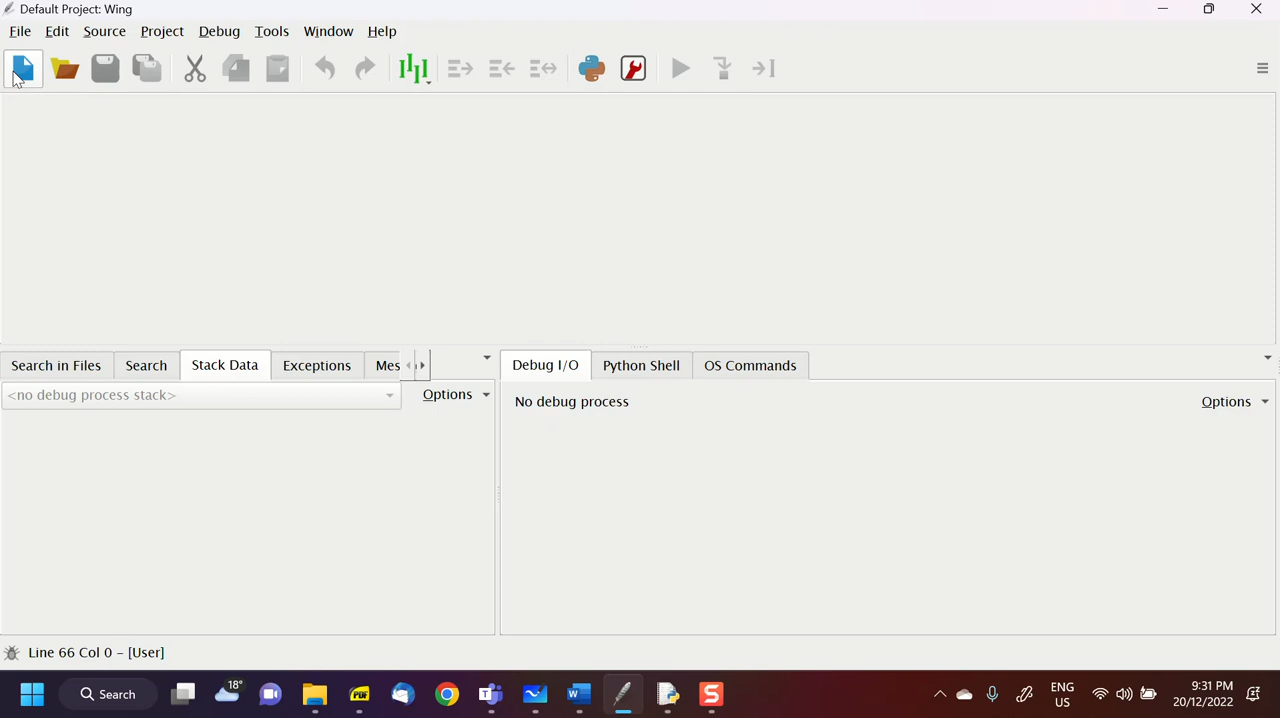 Default Project: Wing
File Edit Source Project Debug Tools Window Help
Search in Files Search Stack Data Exceptions Mes Debug I/O Python Shell OS Commands
<no debug process stack> Options No debug process Options
Line 66 Col 0 – [User]
Search 18° PDF S ENG US 9:31 PM 20/12/2022